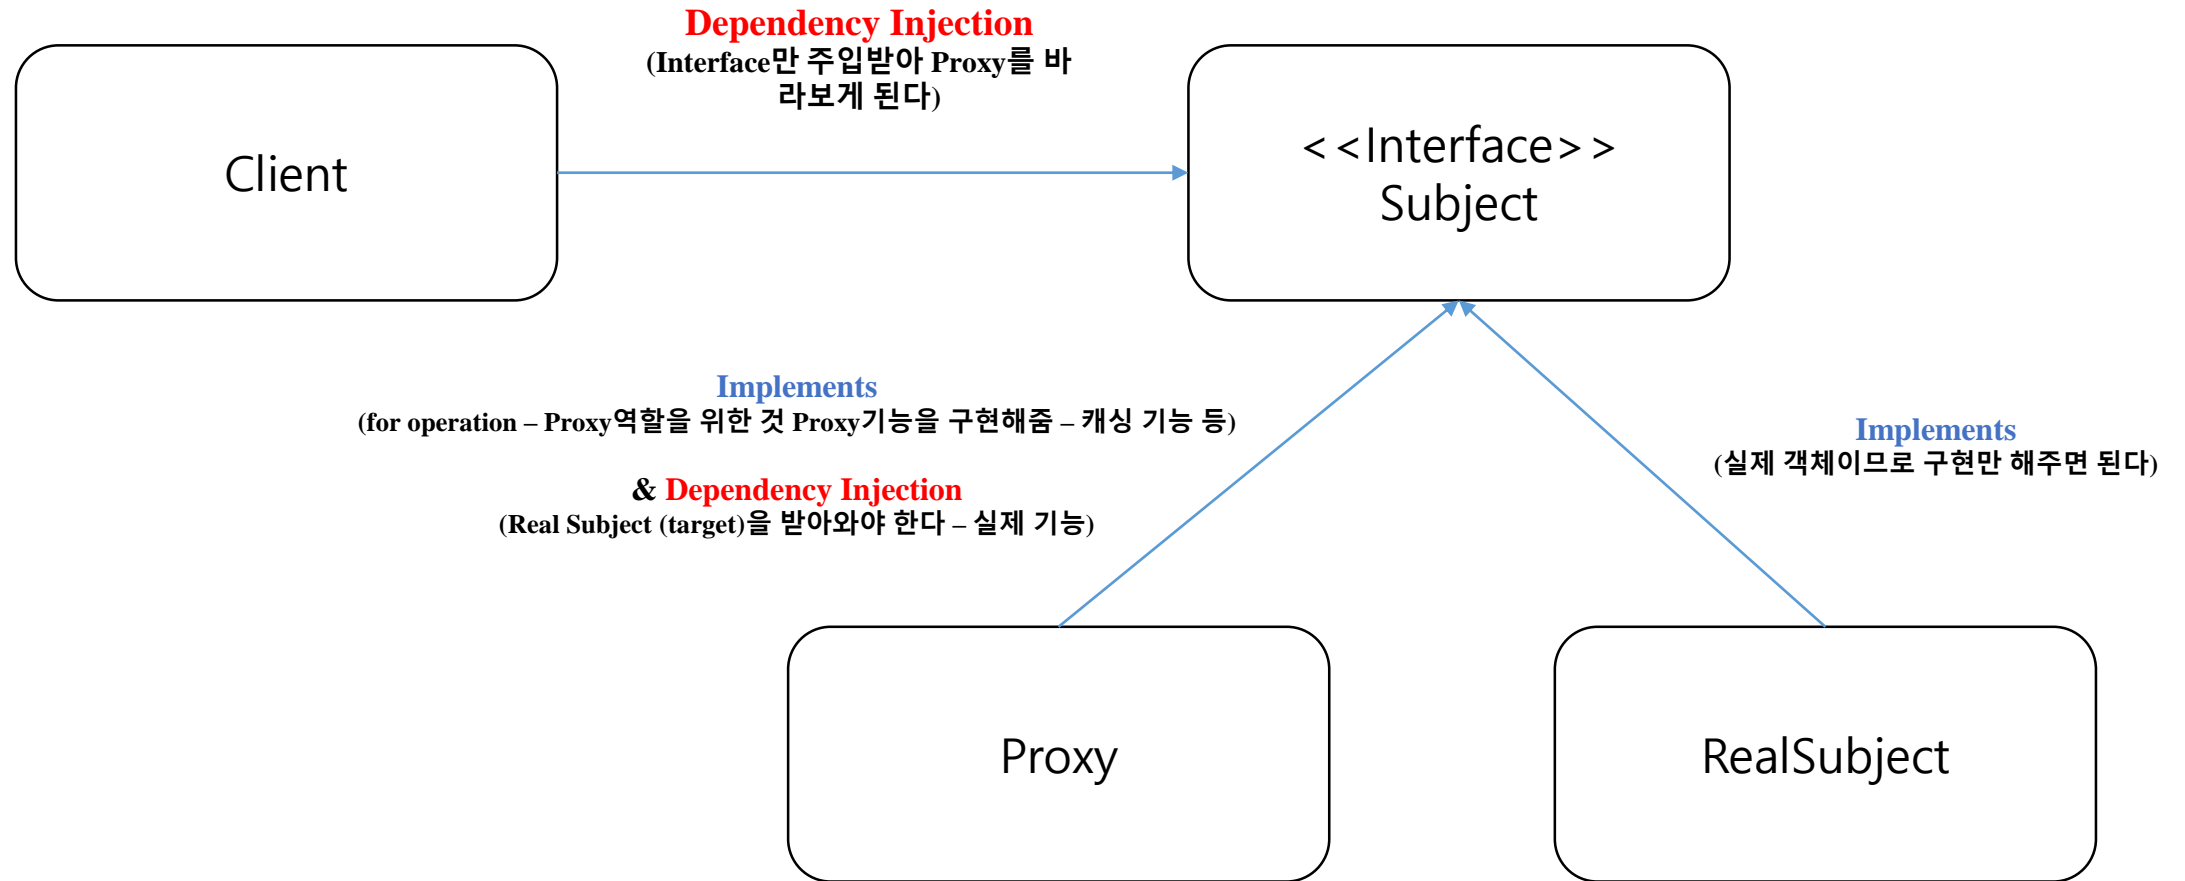 Dependency Injection
(Interface만 주입받아 Proxy를 바
라보게 된다)
Client
<<Interface>>
Subject
Implements
(for operation – Proxy역할을 위한 것 Proxy기능을 구현해줌 – 캐싱 기능 등)
& Dependency Injection
(Real Subject (target)을 받아와야 한다 – 실제 기능)
Implements
(실제 객체이므로 구현만 해주면 된다)
Proxy
RealSubject